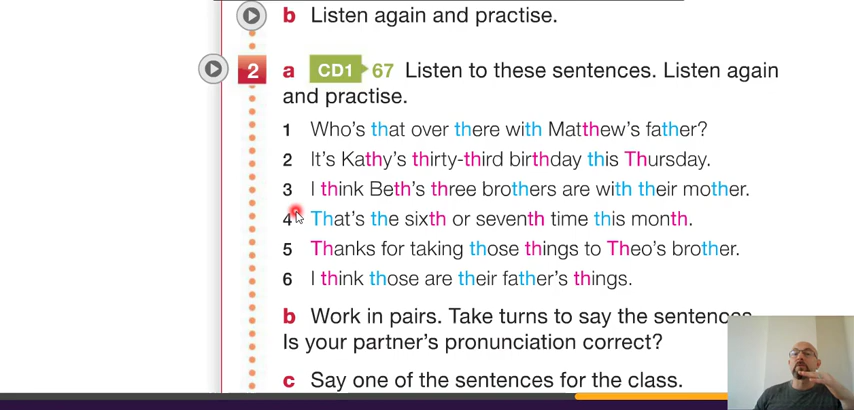 b Listen again and practise.
2 a CD1 67 Listen to these sentences. Listen again
and practise.
1 Who's that over there with Matthew's father?
2 It's Kathy's thirty-third birthday this Thursday.
3 I think Beth's three brothers are with their mother.
4 That's the sixth or seventh time this month.
5 Thanks for taking those things to Theo's brother.
6 I think those are their father's things.
b Work in pairs. Take turns to say the sentences.
Is your partner's pronunciation correct?
c Say one of the sentences for the class.